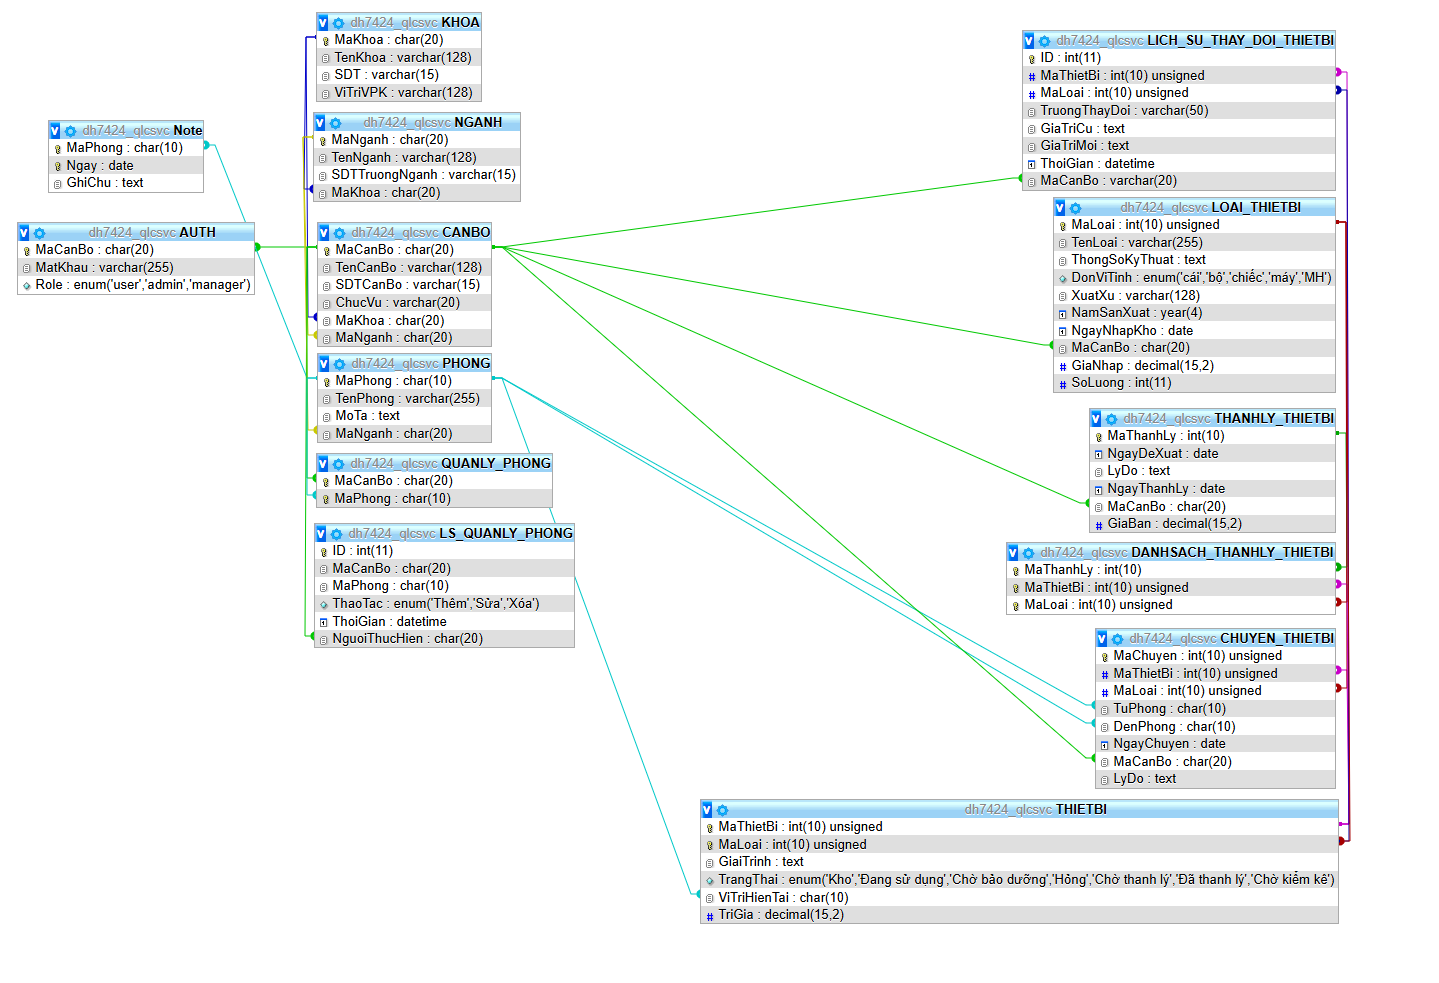 dh7424_qlcsvc KHOA
MaKhoa : char(20)
TenKhoa : varchar(128)
SDT : varchar(15)
ViTriVPK : varchar(128)
dh7424_qlcsvc NGANH
MaNganh : char(20)
TenNganh : varchar(128)
SDTTruongNganh : varchar(15)
MaKhoa : char(20)
dh7424_qlcsvc Note
MaPhong : char(10)
Ngay : date
GhiChu : text
dh7424_qlcsvc AUTH
MaCanBo : char(20)
MatKhau : varchar(255)
Role : enum('user','admin','manager')
dh7424_qlcsvc CANBO
MaCanBo : char(20)
TenCanBo : varchar(128)
SDTCanBo : varchar(15)
ChucVu : varchar(20)
MaKhoa : char(20)
MaNganh : char(20)
dh7424_qlcsvc PHONG
MaPhong : char(10)
TenPhong : varchar(255)
MoTa : text
MaNganh : char(20)
dh7424_qlcsvc QUANLY_PHONG
MaCanBo : char(20)
MaPhong : char(10)
dh7424_qlcsvc LS_QUANLY_PHONG
ID : int(11)
MaCanBo : char(20)
MaPhong : char(10)
ThaoTac : enum('Thêm','Sửa','Xóa')
ThoiGian : datetime
NguoiThucHien : char(20)
dh7424_qlcsvc LICH_SU_THAY_DOI_THIETBI
ID : int(11)
MaThietBi : int(10) unsigned
MaLoai : int(10) unsigned
TruongThayDoi : varchar(50)
GiaTriCu : text
GiaTriMoi : text
ThoiGian : datetime
MaCanBo : varchar(20)
dh7424_qlcsvc LOAI_THIETBI
MaLoai : int(10) unsigned
TenLoai : varchar(255)
ThongSoKyThuat : text
DonViTinh : enum('cái','bộ','chiếc','máy','MH')
XuatXu : varchar(128)
NamSanXuat : year(4)
NgayNhapKho : date
MaCanBo : char(20)
GiaNhap : decimal(15,2)
SoLuong : int(11)
dh7424_qlcsvc THANHLY_THIETBI
MaThanhLy : int(10)
NgayDeXuat : date
LyDo : text
NgayThanhLy : date
MaCanBo : char(20)
GiaBan : decimal(15,2)
dh7424_qlcsvc DANHSACH_THANHLY_THIETBI
MaThanhLy : int(10)
MaThietBi : int(10) unsigned
MaLoai : int(10) unsigned
dh7424_qlcsvc CHUYEN_THIETBI
MaChuyen : int(10) unsigned
MaThietBi : int(10) unsigned
MaLoai : int(10) unsigned
TuPhong : char(10)
DenPhong : char(10)
NgayChuyen : date
MaCanBo : char(20)
LyDo : text
dh7424_qlcsvc THIETBI
MaThietBi : int(10) unsigned
MaLoai : int(10) unsigned
GiaiTrinh : text
TrangThai : enum('Kho','Đang sử dụng','Chờ bảo dưỡng','Hỏng','Chờ thanh lý','Đã thanh lý','Chờ kiểm kê')
ViTriHienTai : char(10)
TriGia : decimal(15,2)